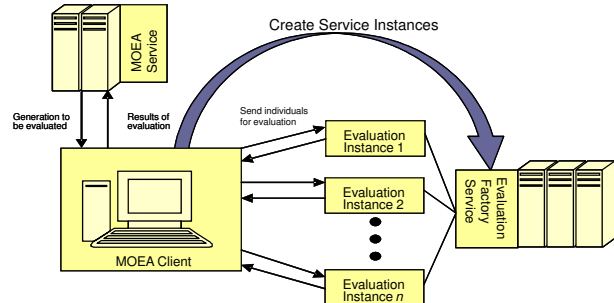 Create Service Instances
MOEA
Service
Generation to
be evaluated
Results of
evaluation
Send individuals
for evaluation
Evaluation
Instance 1
Evaluation
Instance 2
Evaluation
Instance n
Evaluation
Factory
Service
MOEA Client